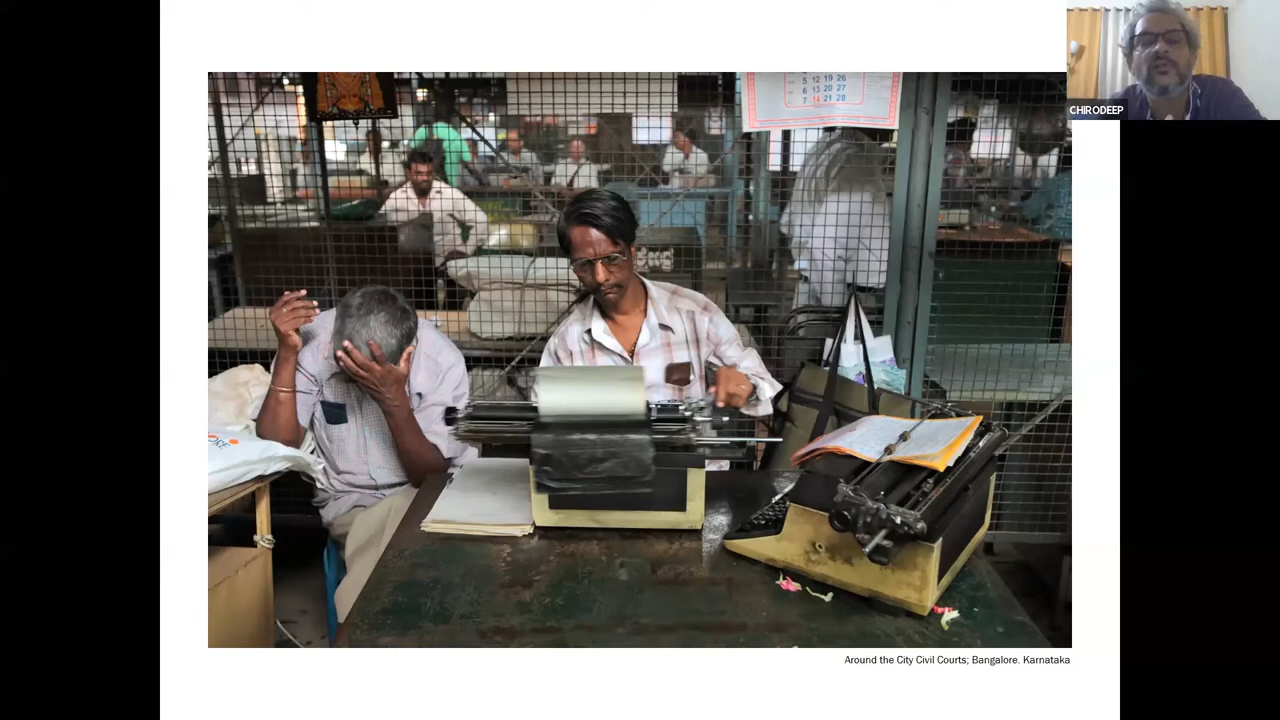 5 12 19 26
6 13 20 27
7 14 21 28
CHIRODEEP
Around the City Civil Courts; Bangalore. Karnataka